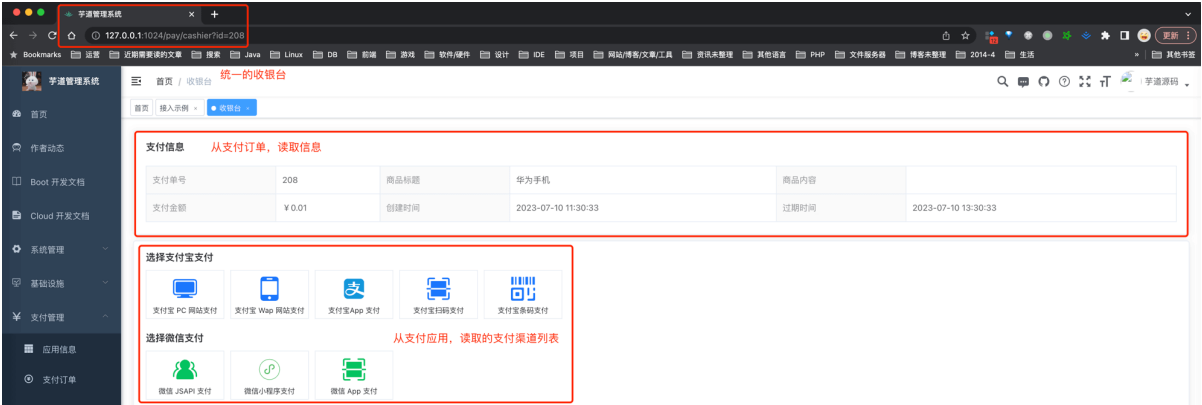 芋道管理系统
127.0.0.1:1024/pay/cashier?id=208
更新
Bookmarks 运营 近期需要读的文章 搜索 Java Linux DB 前端 游戏 软件/硬件 设计 IDE 项目 网站/博客/文章/工具 资讯未整理 其他语言 PHP 文件服务器 博客未整理 2014-4 生活 » 其他书签
芋道管理系统
首页 / 收银台 统一的收银台
芋道源码
首页 接入示例 × 收银台 ×
首页
作者动态
Boot 开发文档
Cloud 开发文档
系统管理
基础设施
支付管理
应用信息
支付订单
支付信息 从支付订单，读取信息
支付单号 208 商品标题 华为手机 商品内容
支付金额 ¥0.01 创建时间 2023-07-10 11:30:33 过期时间 2023-07-10 13:30:33
选择支付宝支付
支付宝 PC 网站支付 支付宝 Wap 网站支付 支付宝App 支付 支付宝扫码支付 支付宝条码支付
选择微信支付 从支付应用，读取的支付渠道列表
微信 JSAPI 支付 微信小程序支付 微信 App 支付